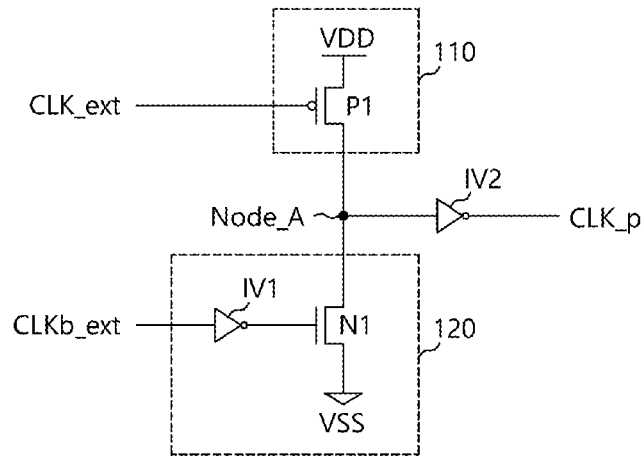 VDD
110
CLK_ext
P1
IV2
Node_A
CLK_p
IV1
CLKb_ext
N1
120
VSS